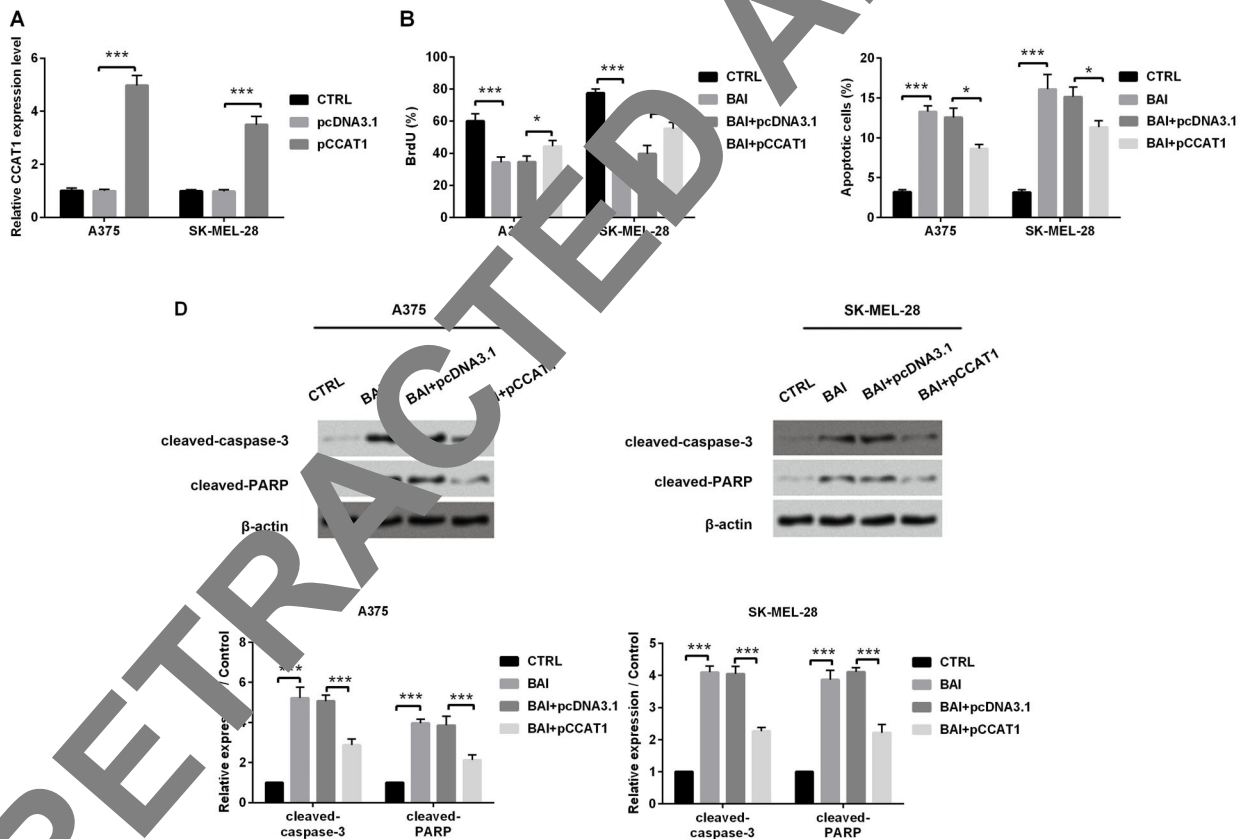 A
Relative CCAT1 expression level
6
4
2
0
***
***
A375
SK-MEL-28
CTRL
pcDNA3.1
pCCAT1
B
BrdU (%)
100
80
60
40
20
0
***
*
***
SK-MEL-28
CTRL
BAI
BAI+pcDNA3.1
BAI+pCCAT1
Apoptotic cells (%)
20
15
10
5
0
***
*
***
*
A375
SK-MEL-28
CTRL
BAI
BAI+pcDNA3.1
BAI+pCCAT1
D
A375
CTRL
BAI+pcDNA3.1
cleaved-caspase-3
cleaved-PARP
β-actin
SK-MEL-28
CTRL
BAI
BAI+pcDNA3.1
BAI+pCCAT1
cleaved-caspase-3
cleaved-PARP
β-actin
A375
Relative expression / Control
8
6
4
2
0
***
***
***
***
cleaved-
caspase-3
cleaved-
PARP
CTRL
BAI
BAI+pcDNA3.1
BAI+pCCAT1
SK-MEL-28
Relative expression / Control
5
4
3
2
1
0
***
***
***
***
cleaved-
caspase-3
cleaved-
PARP
CTRL
BAI
BAI+pcDNA3.1
BAI+pCCAT1
RETRACTED